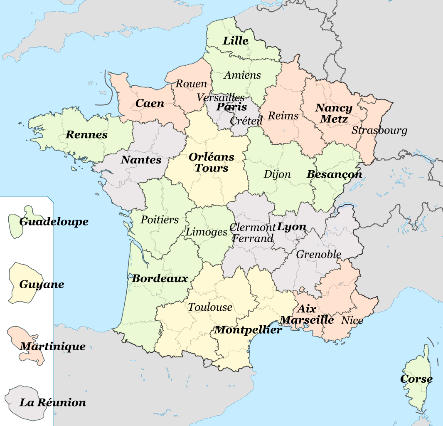 Lille
Amiens
Rouen
Caen
Versailles
Paris
Créteil
Reims
Nancy
Metz
Strasbourg
Rennes
Nantes
Orléans
Tours
Dijon
Besançon
Poitiers
Limoges
Clermont
Ferrand
Lyon
Grenoble
Bordeaux
Toulouse
Montpellier
Aix
Marseille
Nice
Corse
Guadeloupe
Guyane
Martinique
La Réunion